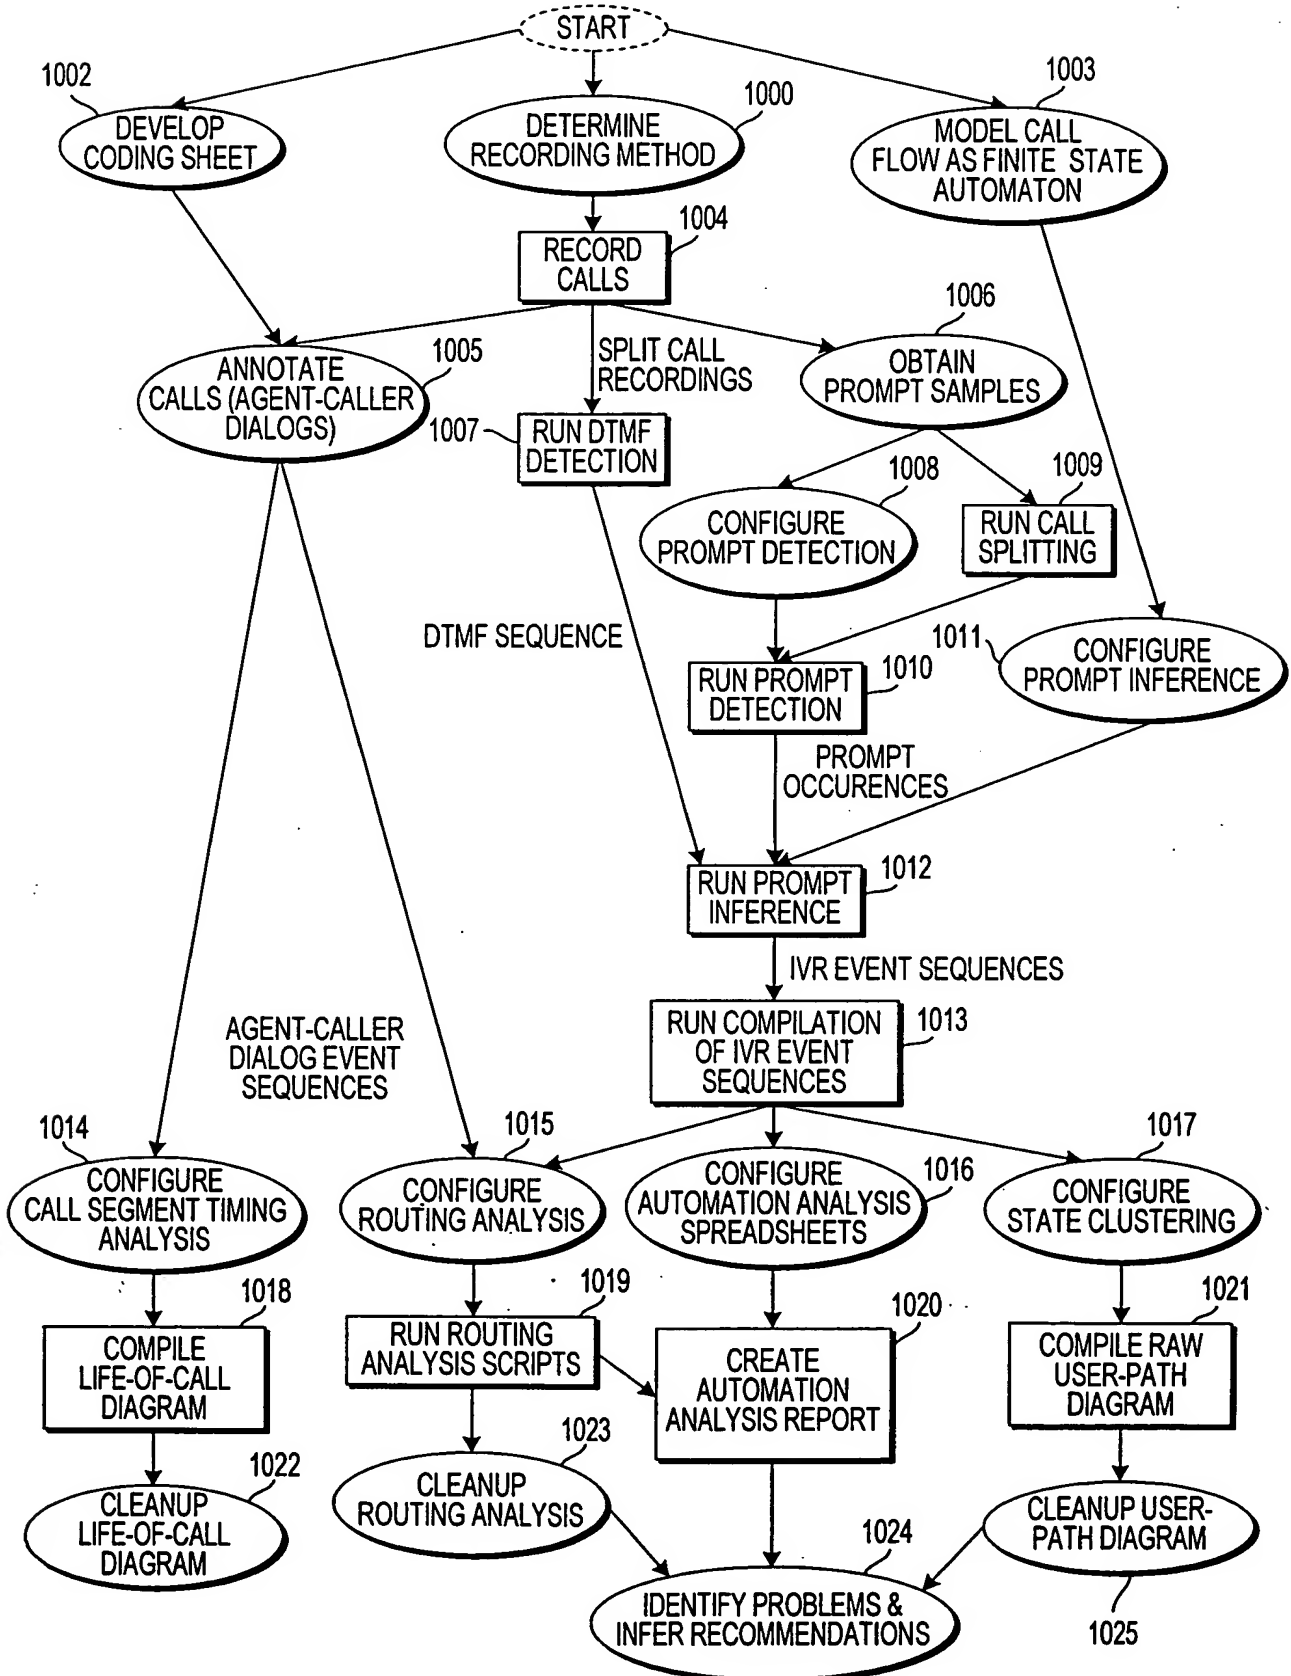 START
1002
DEVELOP
CODING SHEET
1000
DETERMINE
RECORDING METHOD
1003
MODEL CALL
FLOW AS FINITE STATE
AUTOMATON
1004
RECORD
CALLS
1005
ANNOTATE
CALLS (AGENT-CALLER
DIALOGS)
SPLIT CALL
RECORDINGS
1006
OBTAIN
PROMPT SAMPLES
1007
RUN DTMF
DETECTION
1008
CONFIGURE
PROMPT DETECTION
1009
RUN CALL
SPLITTING
DTMF SEQUENCE
1010
RUN PROMPT
DETECTION
1011
CONFIGURE
PROMPT INFERENCE
PROMPT
OCCURENCES
1012
RUN PROMPT
INFERENCE
IVR EVENT SEQUENCES
1013
RUN COMPILATION
OF IVR EVENT
SEQUENCES
AGENT-CALLER
DIALOG EVENT
SEQUENCES
1014
CONFIGURE
CALL SEGMENT TIMING
ANALYSIS
1015
CONFIGURE
ROUTING ANALYSIS
1016
CONFIGURE
AUTOMATION ANALYSIS
SPREADSHEETS
1017
CONFIGURE
STATE CLUSTERING
1018
COMPILE
LIFE-OF-CALL
DIAGRAM
1019
RUN ROUTING
ANALYSIS SCRIPTS
1020
CREATE
AUTOMATION
ANALYSIS REPORT
1021
COMPILE RAW
USER-PATH
DIAGRAM
1022
CLEANUP
LIFE-OF-CALL
DIAGRAM
1023
CLEANUP
ROUTING ANALYSIS
1024
IDENTIFY PROBLEMS &
INFER RECOMMENDATIONS
CLEANUP USER-
PATH DIAGRAM
1025